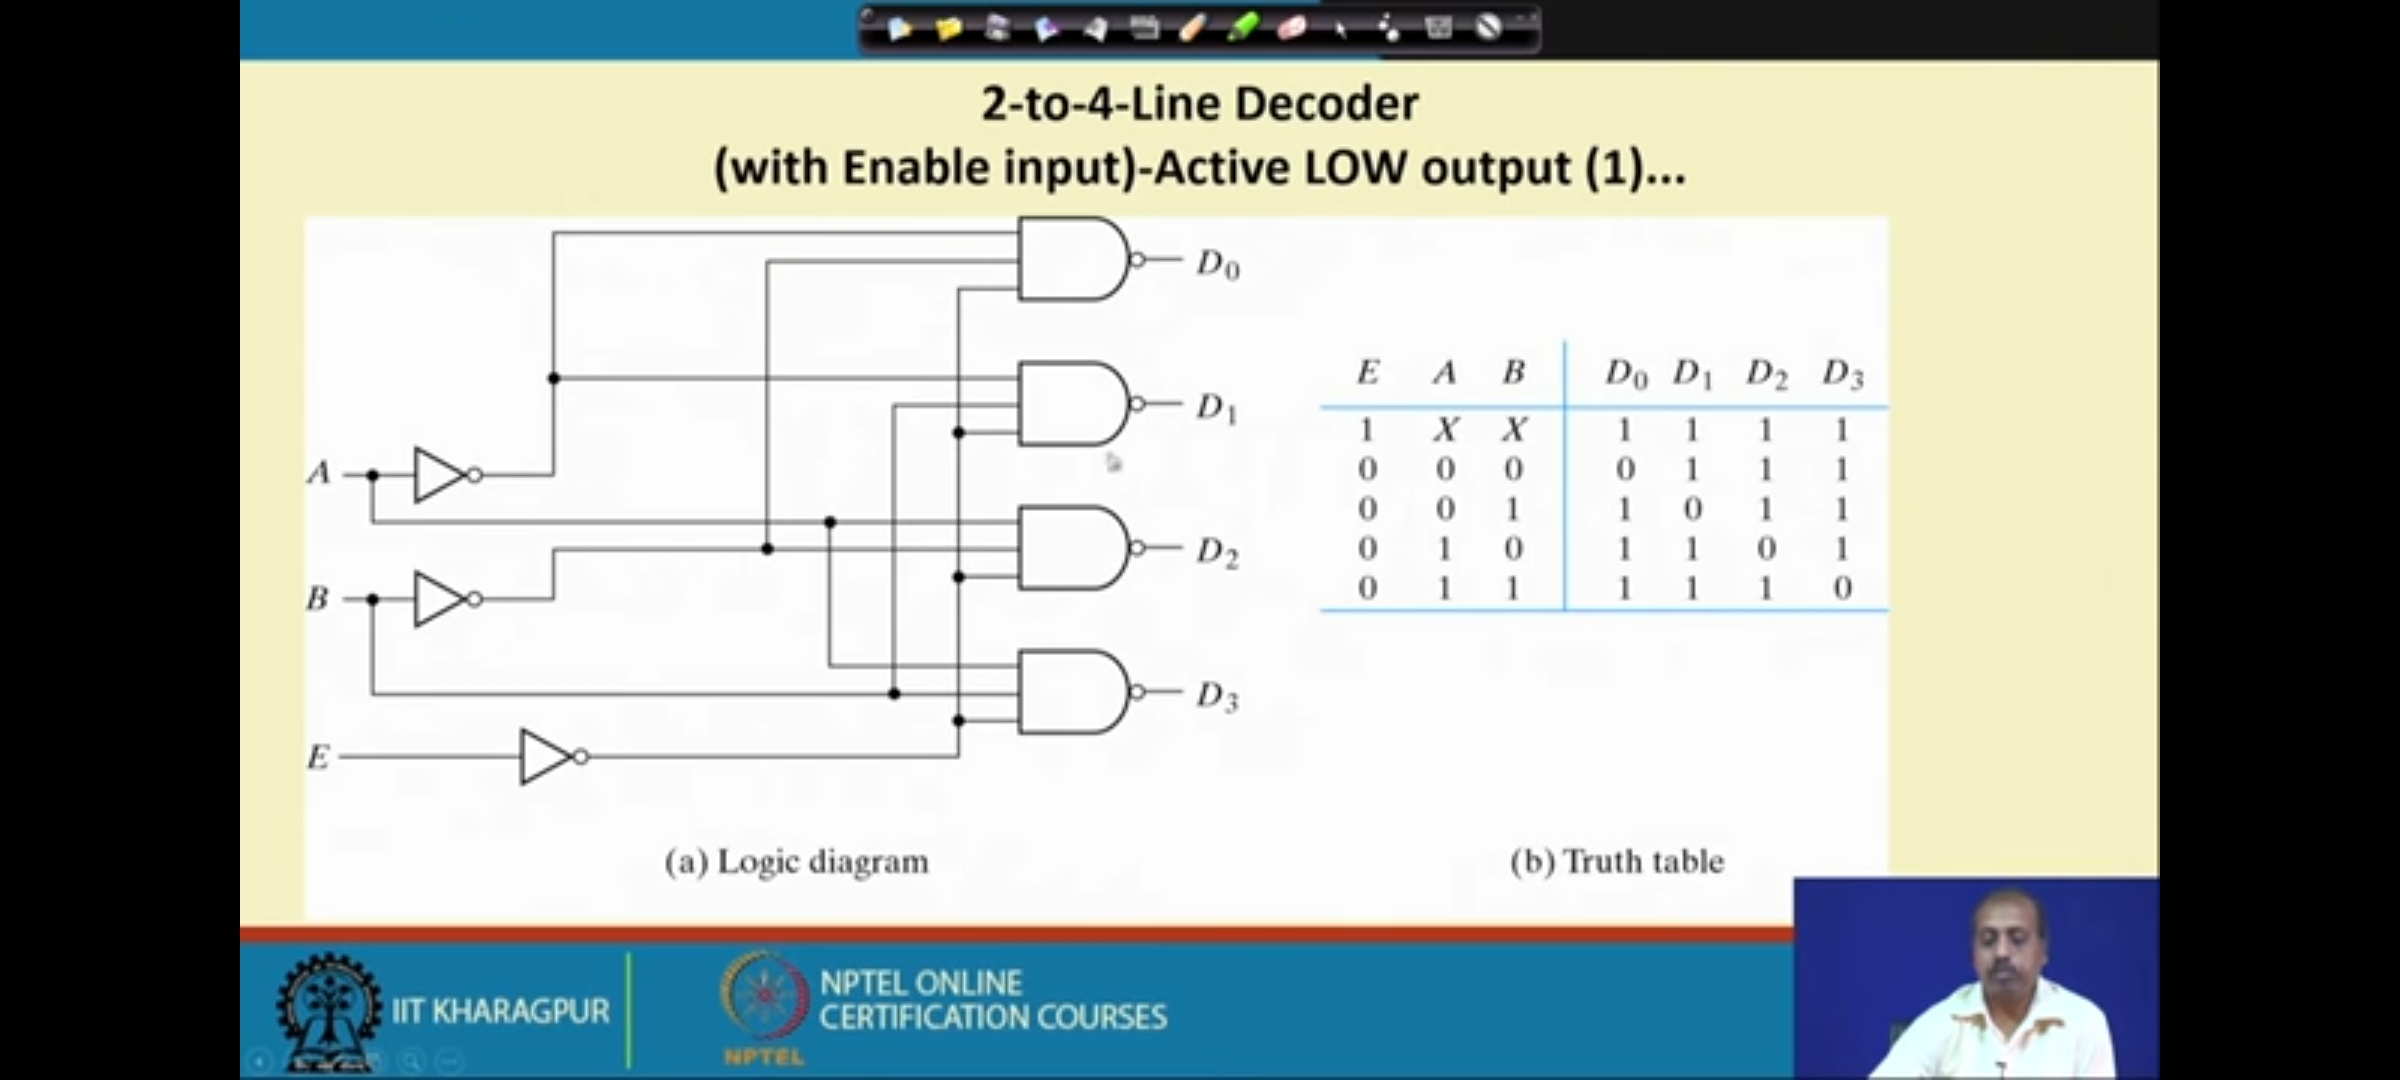 2-to-4-Line Decoder
(with Enable input)-Active LOW output (1)...
A
B
E
D0
D1
D2
D3
E A B D0 D1 D2 D3
1 X X 1 1 1 1
0 0 0 0 1 1 1
0 0 1 1 0 1 1
0 1 0 1 1 0 1
0 1 1 1 1 1 0
(a) Logic diagram
(b) Truth table
IIT KHARAGPUR
NPTEL
NPTEL ONLINE
CERTIFICATION COURSES